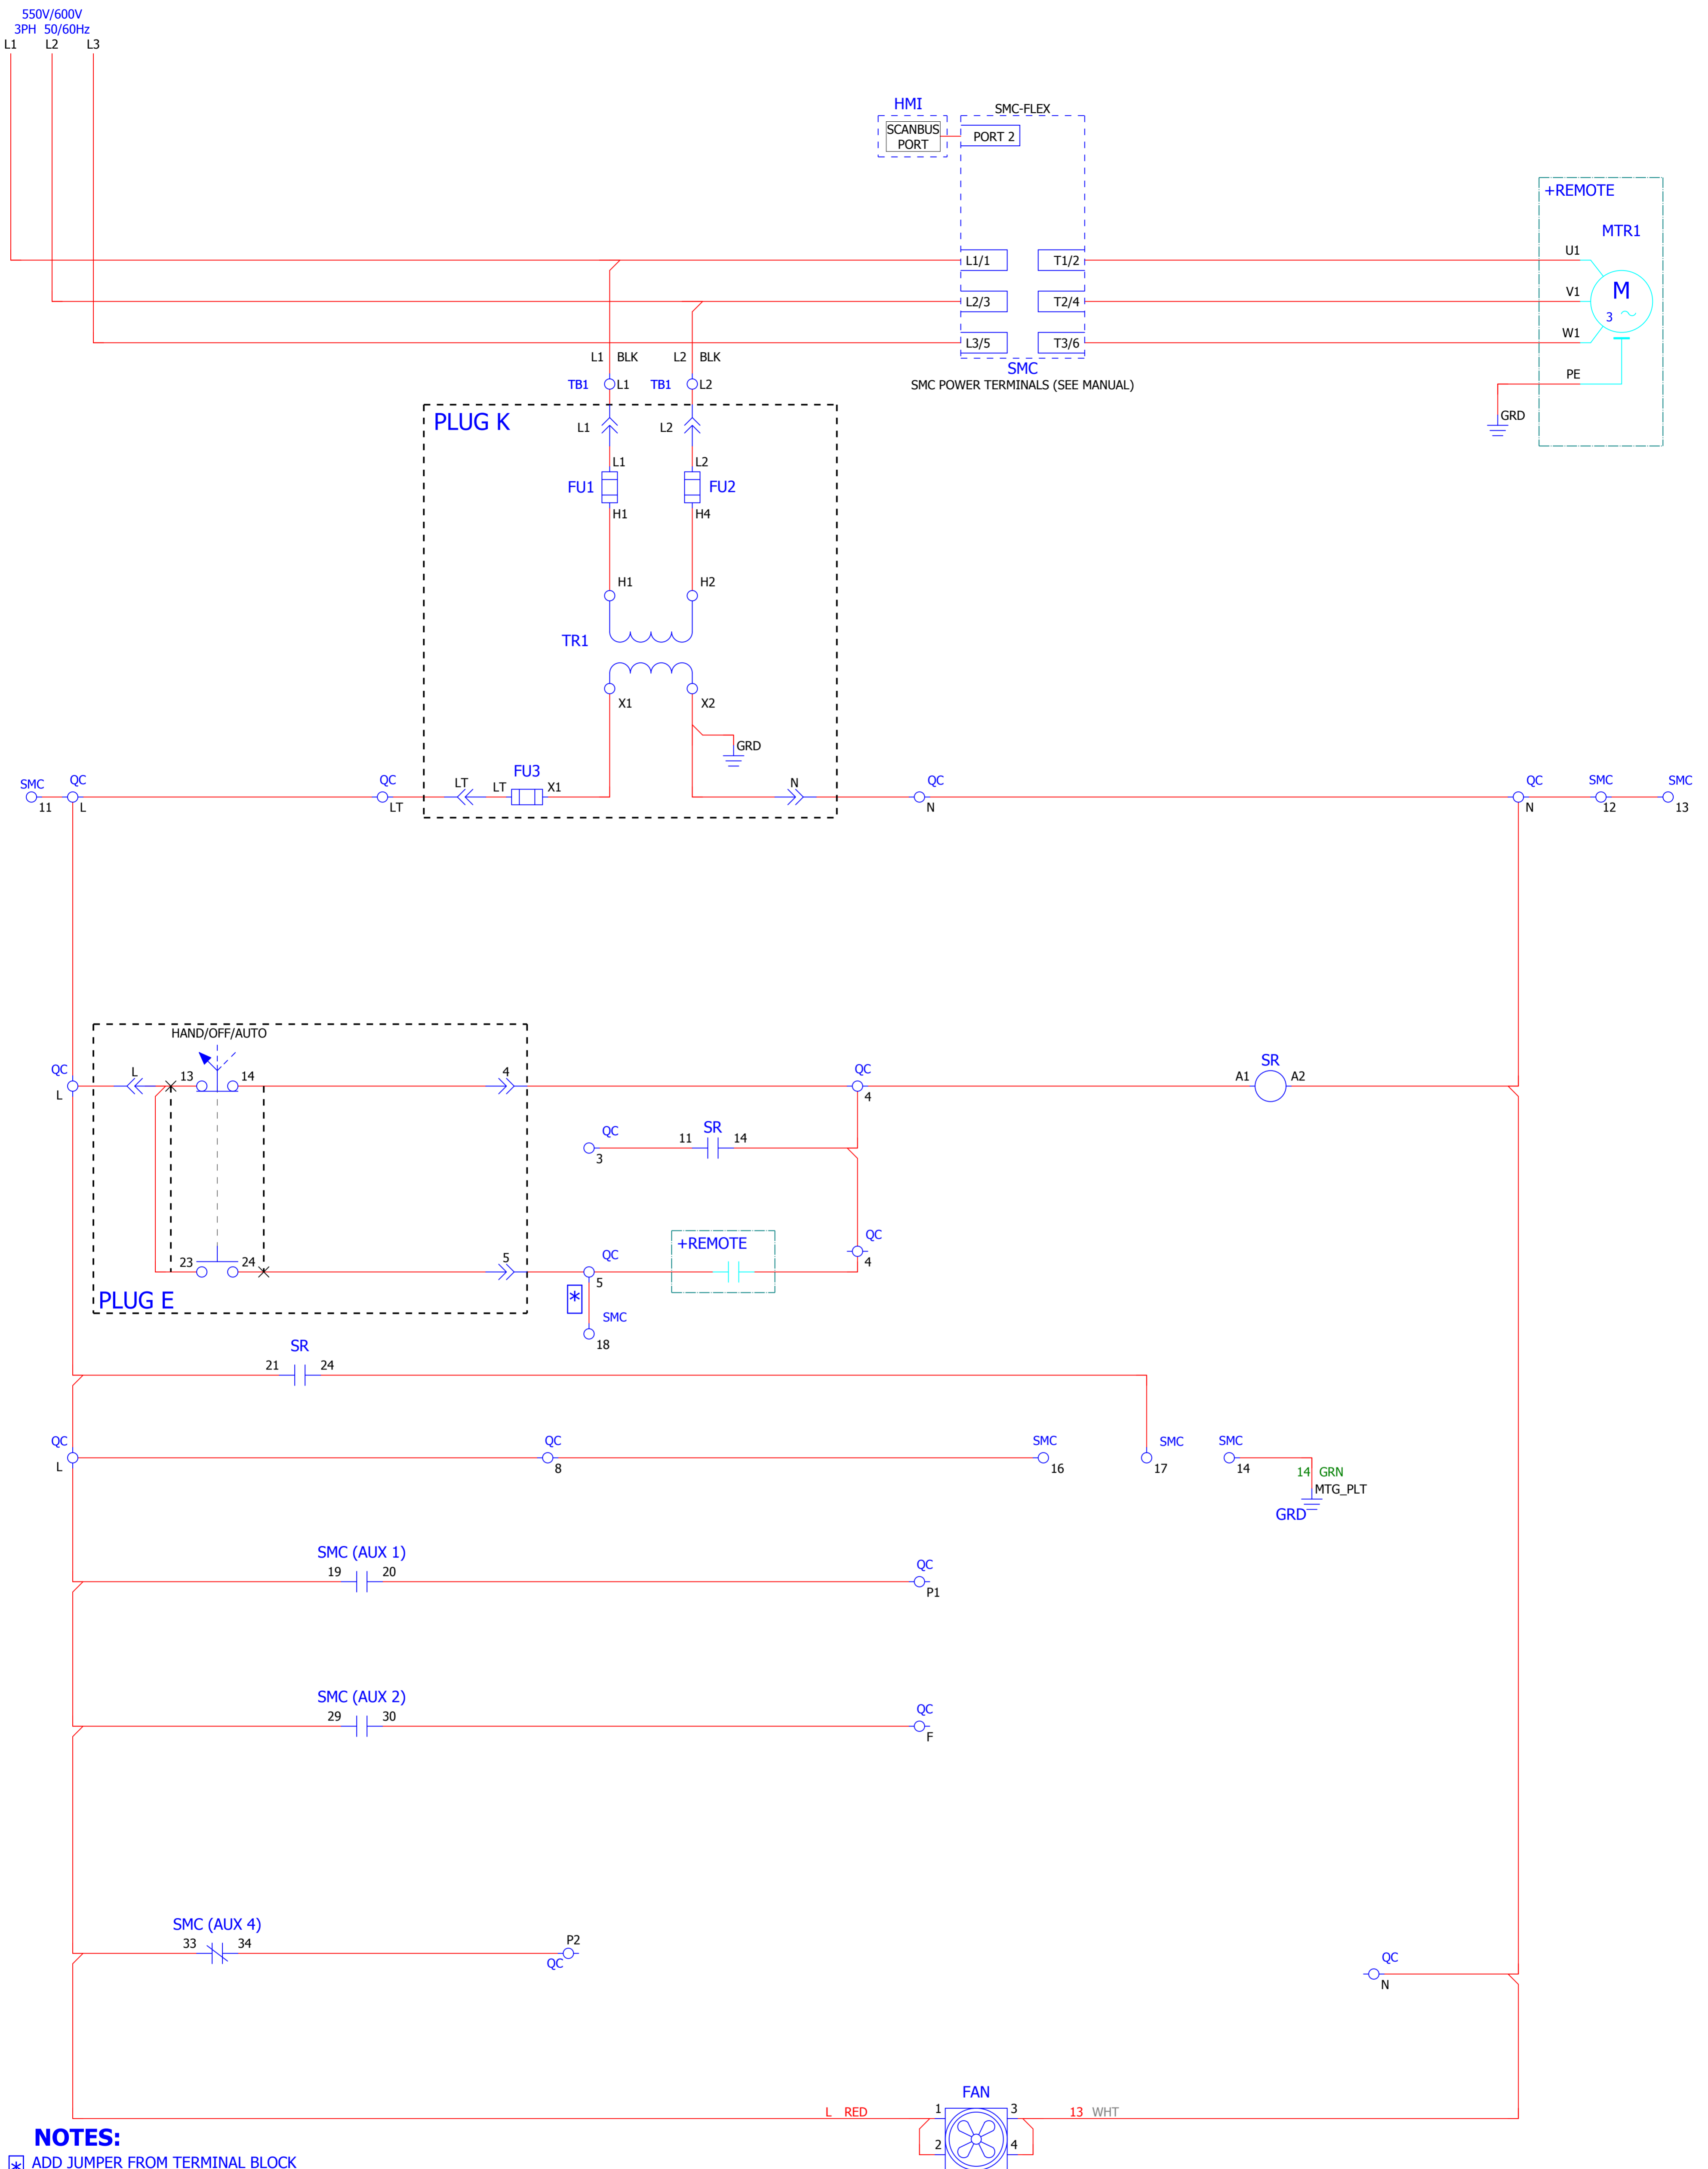 550V/600V
3PH 50/60Hz
L1 L2 L3
HMI
SMC-FLEX
SCANBUS
PORT
PORT 2
+REMOTE
MTR1
L1/1 T1/2 U1
L2/3 T2/4 V1
M
3
L3/5 T3/6 W1
L1 BLK L2 BLK
SMC
SMC POWER TERMINALS (SEE MANUAL)
PE
TB1 L1 TB1 L2
GRD
PLUG K
L1 L2
L1 L2
FU1 FU2
H1 H4
H1 H2
TR1
X1 X2
GRD
SMC QC QC LT LT FU3 X1 N QC QC SMC SMC
11 L LT N N 12 13
HAND/OFF/AUTO
QC L 13 14 4 QC SR
A1 A2
L 4
QC 11 SR 14
3
+REMOTE QC
23 24 5 QC
5 4
PLUG E
*
SMC
18
SR
21 24
QC QC SMC SMC SMC
L 8 16 17 14
14 GRN
MTG_PLT
GRD
SMC (AUX 1)
19 20 QC
P1
SMC (AUX 2)
29 30 QC
F
SMC (AUX 4)
33 34 P2
QC
QC
N
FAN
L RED 1 3 13 WHT
2 4
NOTES:
* ADD JUMPER FROM TERMINAL BLOCK